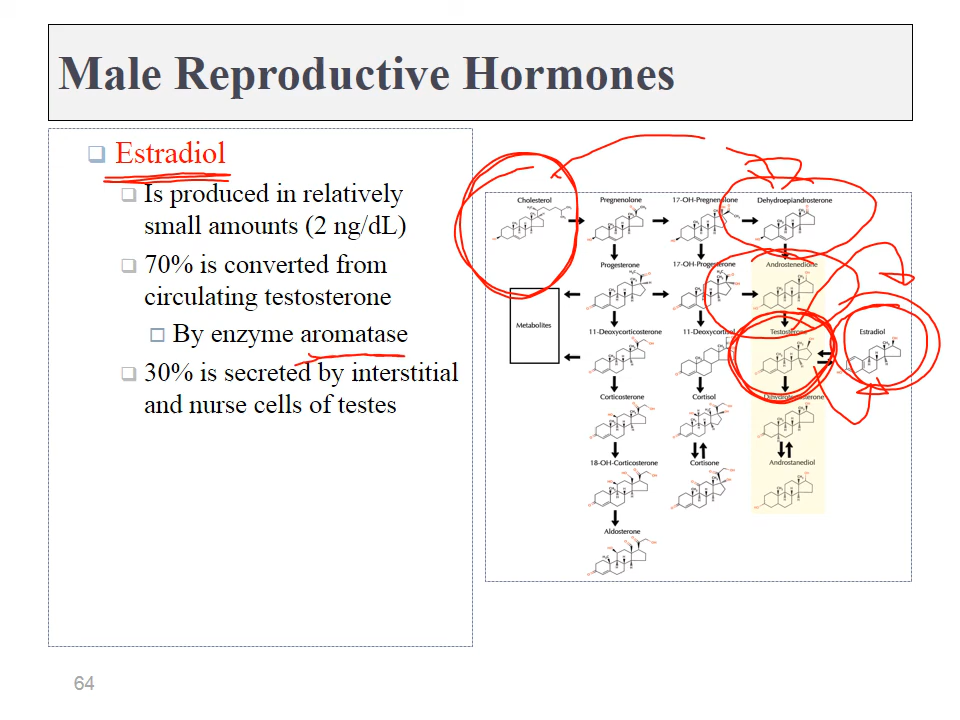 Male Reproductive Hormones
Estradiol
Is produced in relatively
small amounts (2 ng/dL)
70% is converted from
circulating testosterone
By enzyme aromatase
30% is secreted by interstitial
and nurse cells of testes
Cholesterol
Pregnenolone
17-OH-Pregnenolone
Dehydroepiandrosterone
Progesterone
17-OH-Progesterone
Androstenedione
Metabolites
11-Deoxycorticosterone
11-Deoxycortisol
Testosterone
Estradiol
Corticosterone
Cortisol
Dihydrotestosterone
18-OH-Corticosterone
Cortisone
Androstanediol
Aldosterone
64